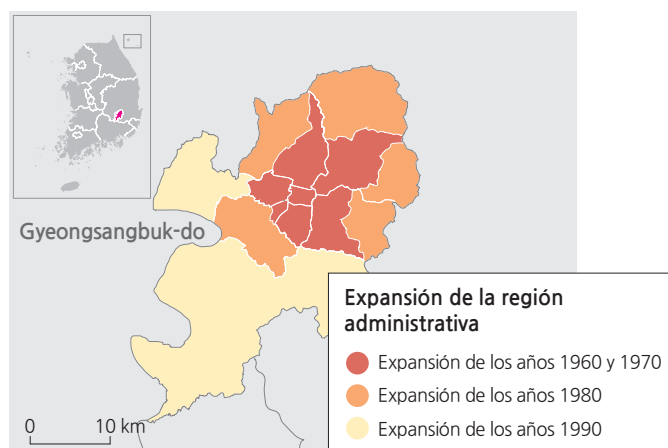 Gyeongsangbuk-do
Expansión de la región
administrativa
Expansión de los años 1960 y 1970
Expansión de los años 1980
Expansión de los años 1990
0 10 km